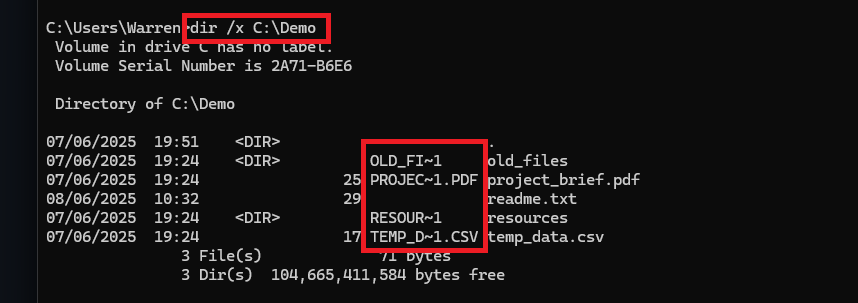 C:\Users\Warren>dir /x C:\Demo
Volume in drive C has no label.
Volume Serial Number is 2A71-B6E6
Directory of C:\Demo
07/06/2025 19:51 <DIR> .
07/06/2025 19:24 <DIR> OLD_FI~1 old_files
07/06/2025 19:24 25 PROJEC~1.PDF project_brief.pdf
08/06/2025 10:32 29 readme.txt
07/06/2025 19:24 <DIR> RESOUR~1 resources
07/06/2025 19:24 17 TEMP_D~1.CSV temp_data.csv
3 File(s) 71 bytes
3 Dir(s) 104,665,411,584 bytes free